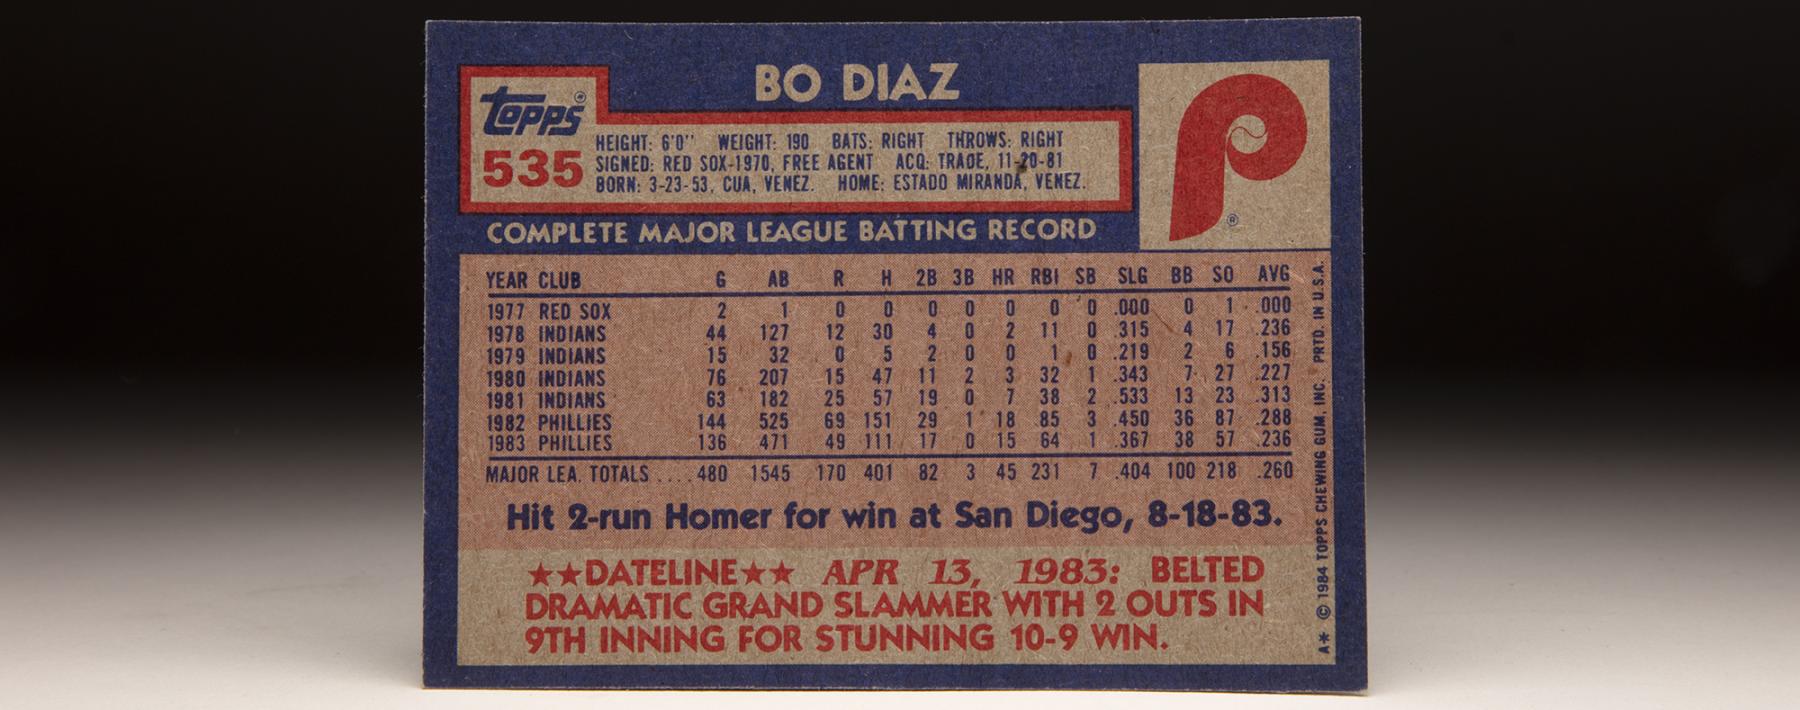 BO DIAZ
Topps®
535
HEIGHT: 6'0" WEIGHT: 190 BATS: RIGHT THROWS: RIGHT
SIGNED: RED SOX-1970, FREE AGENT ACQ: TRADE, 11-20-81
BORN: 3-23-53, CUA, VENEZ. HOME: ESTADO MIRANDA, VENEZ.
P
®
COMPLETE MAJOR LEAGUE BATTING RECORD
YEAR CLUB G AB R H 2B 3B HR RBI SB SLG BB SO AVG
1977 RED SOX 2 1 0 0 0 0 0 0 0 .000 0 1 .000
1978 INDIANS 44 127 12 30 4 0 2 11 0 .315 4 17 .236
1979 INDIANS 15 32 0 5 2 0 0 1 0 .219 2 6 .156
1980 INDIANS 76 207 15 47 11 2 3 32 1 .343 7 27 .227
1981 INDIANS 63 182 25 57 19 0 7 38 2 .533 13 23 .313
1982 PHILLIES 144 525 69 151 29 1 18 85 3 .450 36 87 .288
1983 PHILLIES 136 471 49 111 17 0 15 64 1 .367 38 57 .236
MAJOR LEA. TOTALS ....480 1545 170 401 82 3 45 231 7 .404 100 218 .260
Hit 2-run Homer for win at San Diego, 8-18-83.
★★DATELINE★★ APR 13, 1983: BELTED
DRAMATIC GRAND SLAMMER WITH 2 OUTS IN
9TH INNING FOR STUNNING 10-9 WIN.
A* © 1984 TOPPS CHEWING GUM, INC. PRTD. IN U.S.A.